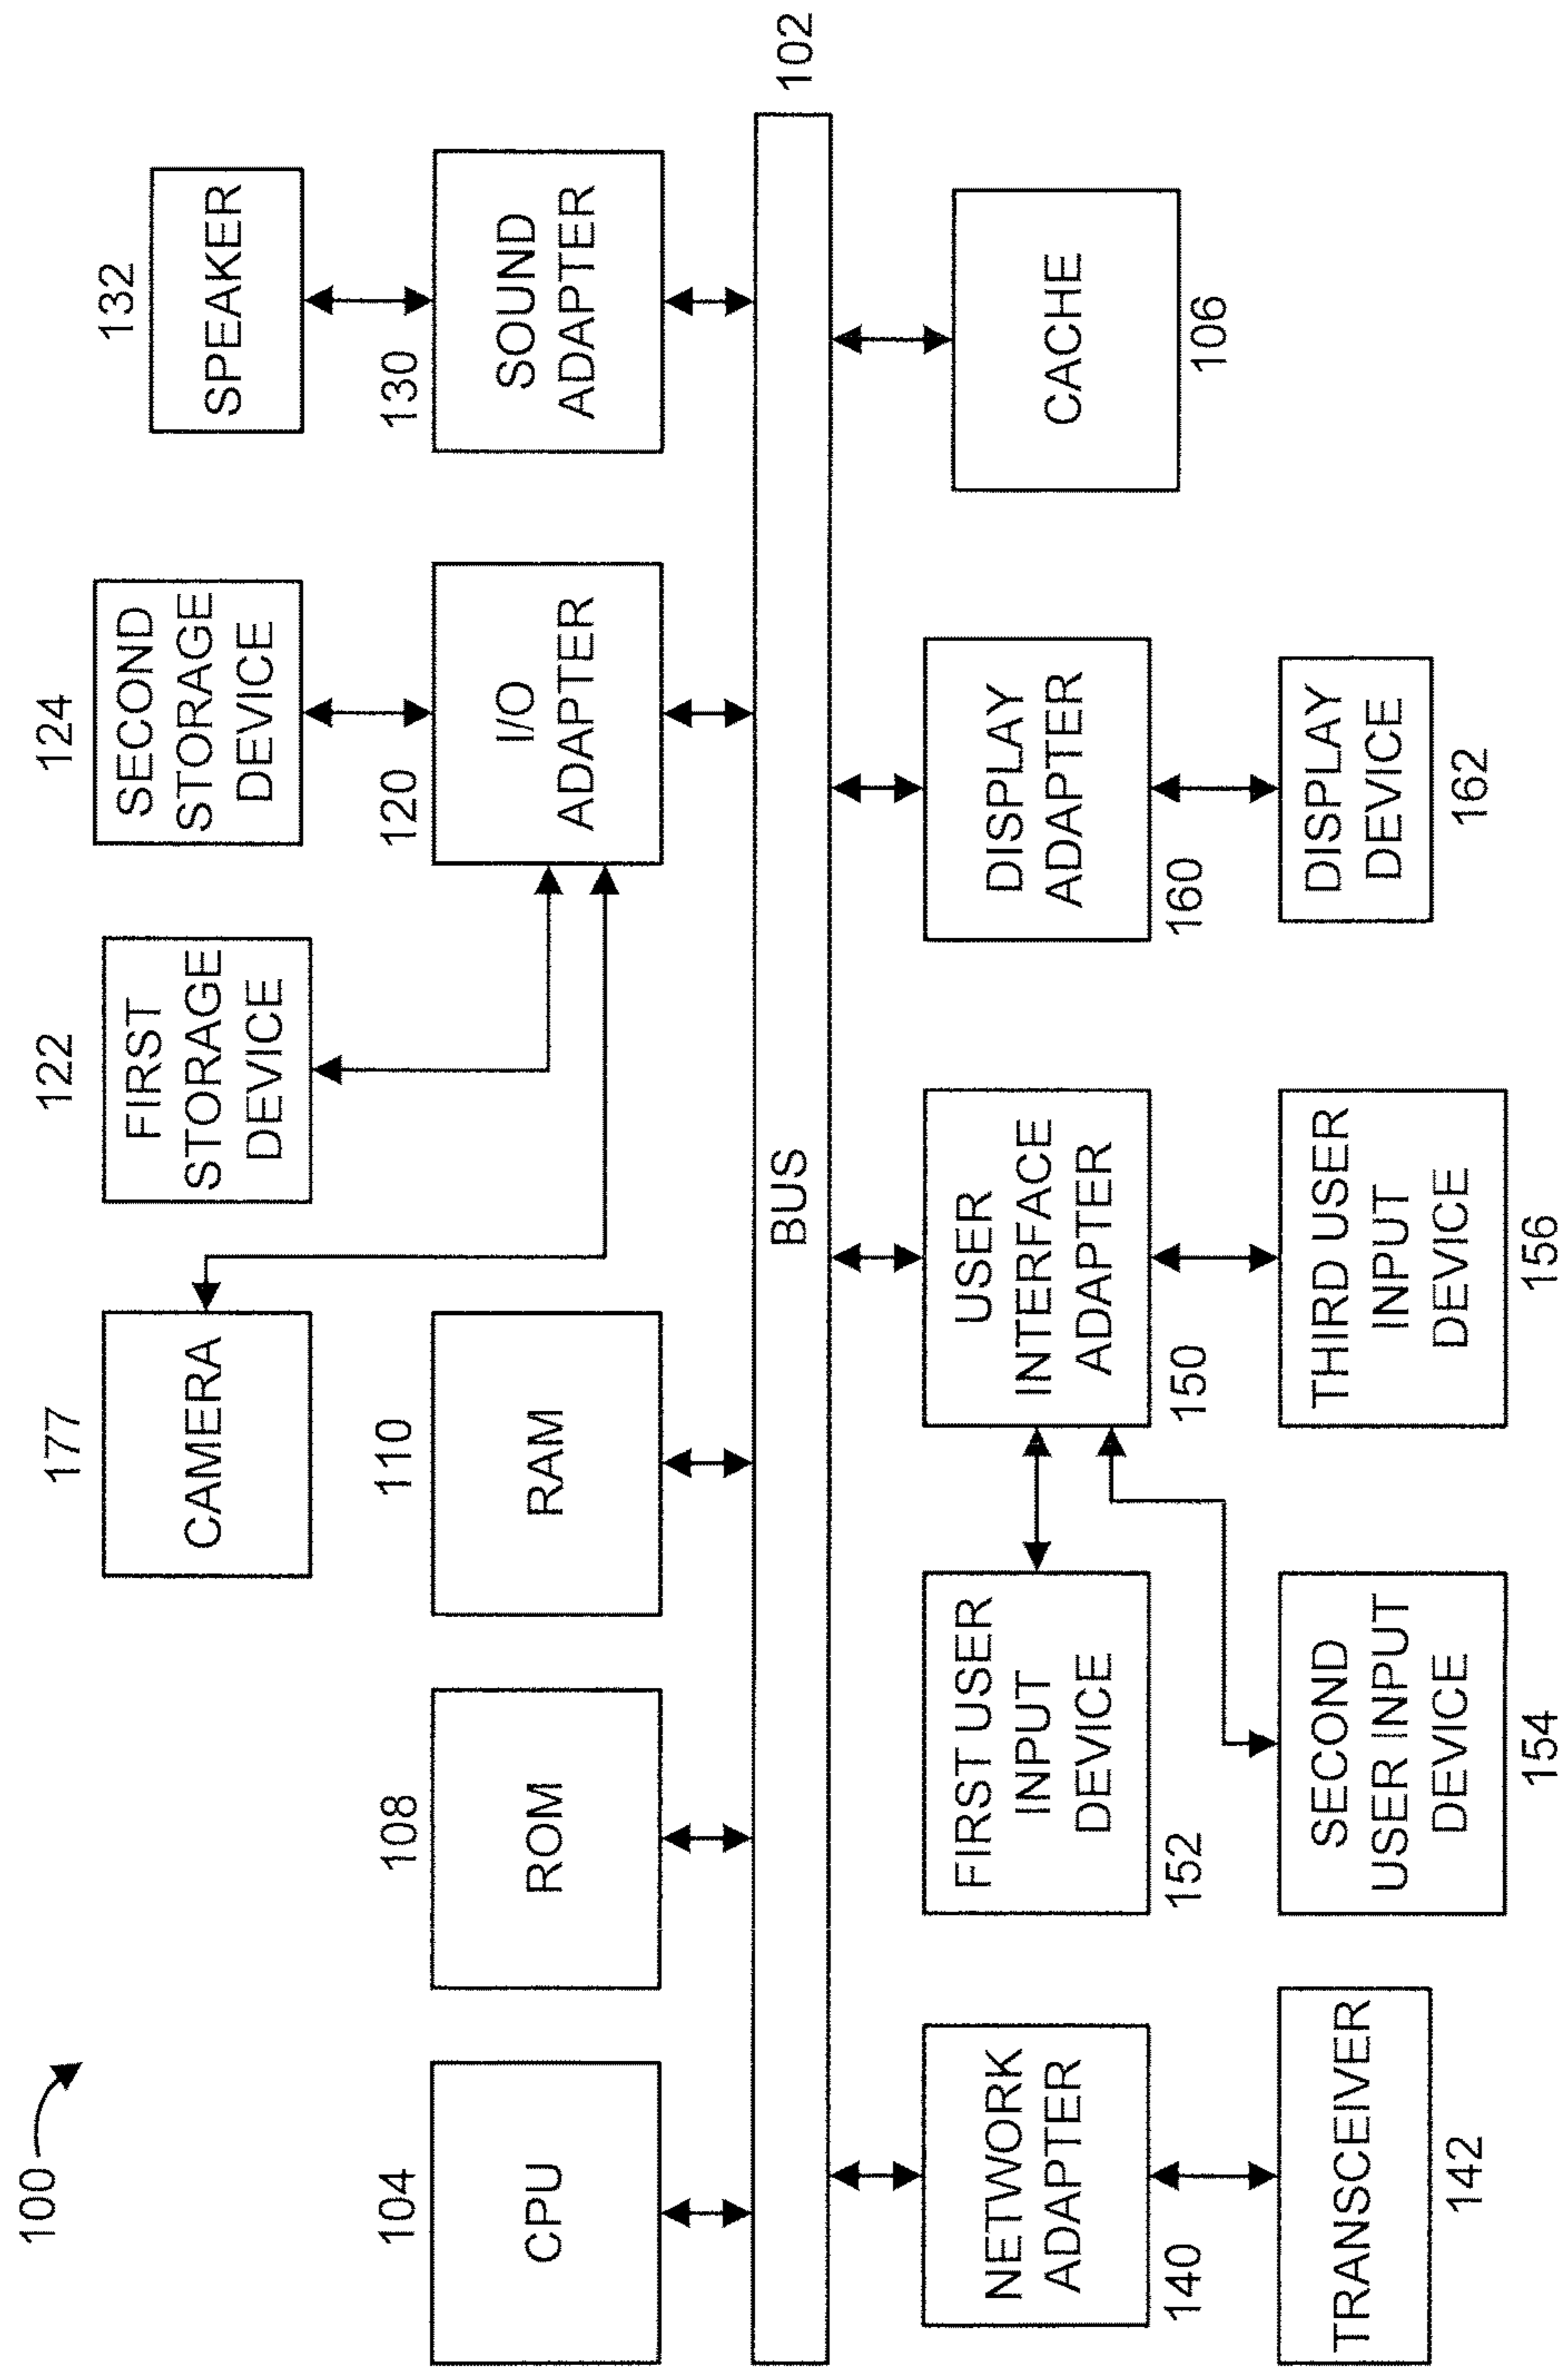 100
177
CAMERA
122
FIRST
STORAGE
DEVICE
124
SECOND
STORAGE
DEVICE
132
SPEAKER
104
CPU
108
ROM
110
RAM
120
I/O
ADAPTER
130
SOUND
ADAPTER
BUS
102
NETWORK
ADAPTER
140
FIRST USER
INPUT
DEVICE
152
USER
INTERFACE
ADAPTER
150
DISPLAY
ADAPTER
160
CACHE
106
TRANSCEIVER
142
SECOND
USER INPUT
DEVICE
154
THIRD USER
INPUT
DEVICE
156
DISPLAY
DEVICE
162